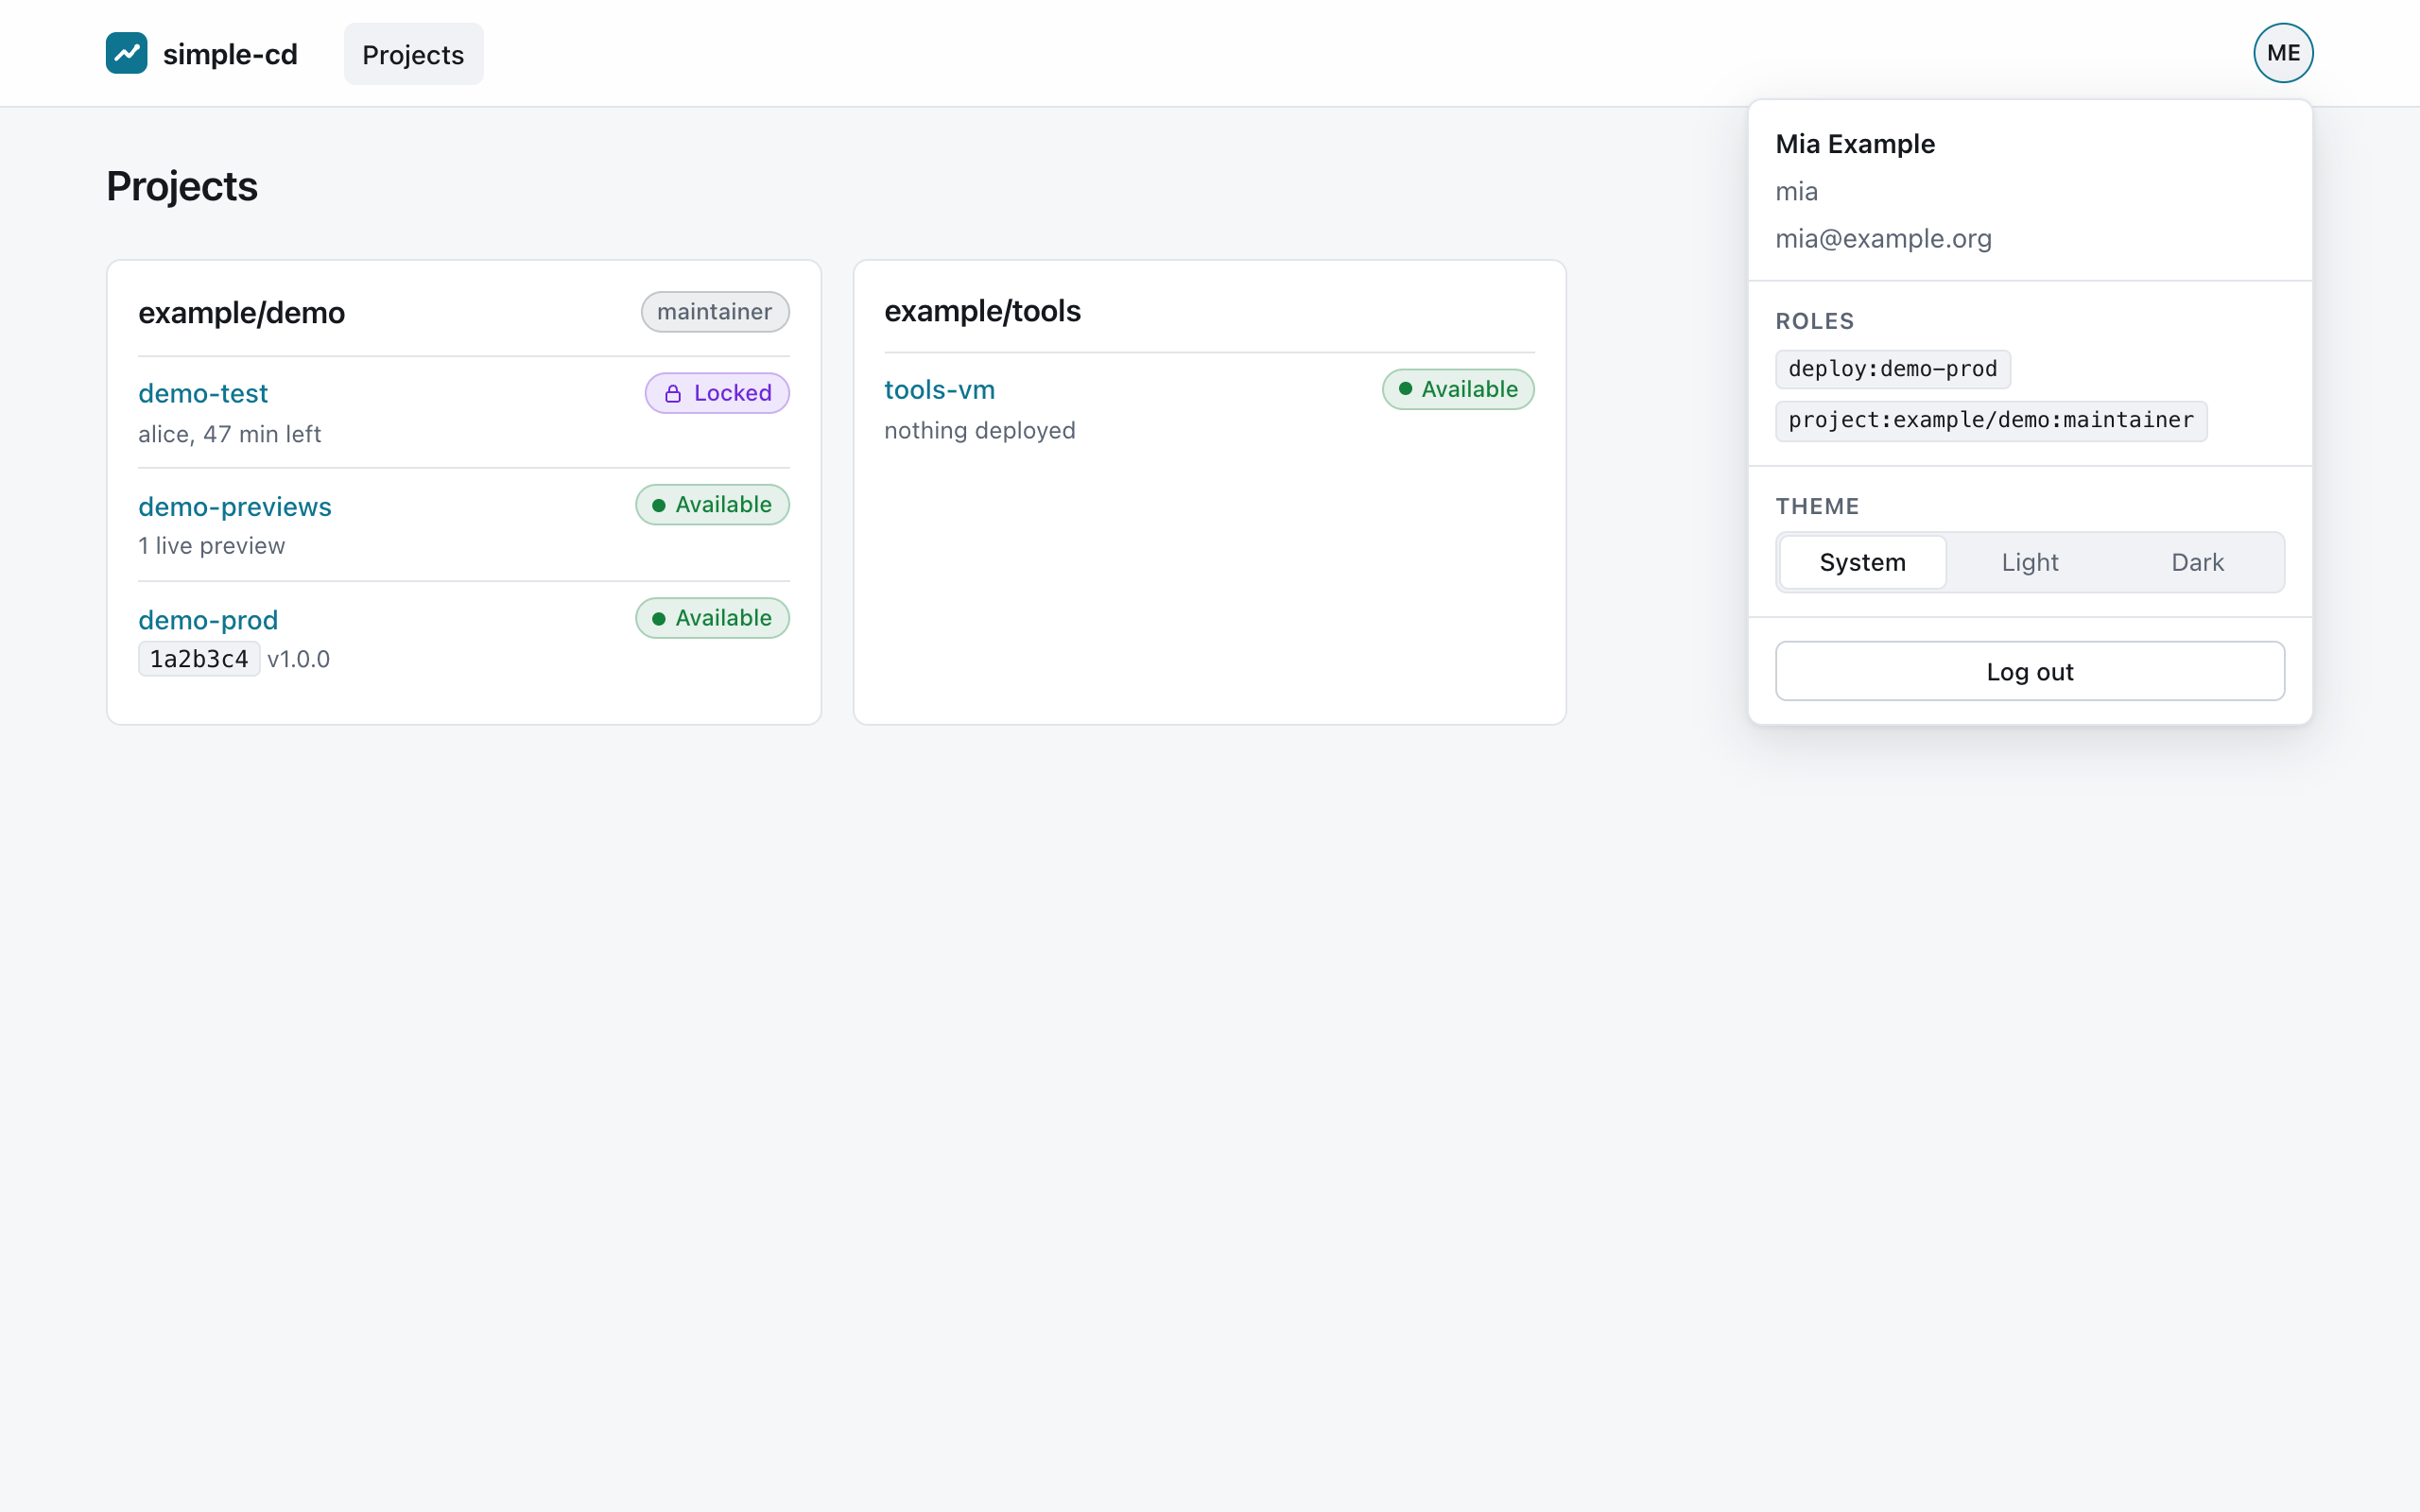 simple-cd
Projects
ME
Projects
example/demo
maintainer
demo-test
Locked
alice, 47 min left
demo-previews
Available
1 live preview
demo-prod
Available
1a2b3c4 v1.0.0
example/tools
tools-vm
Available
nothing deployed
Mia Example
mia
mia@example.org
ROLES
deploy:demo-prod
project:example/demo:maintainer
THEME
System Light Dark
Log out